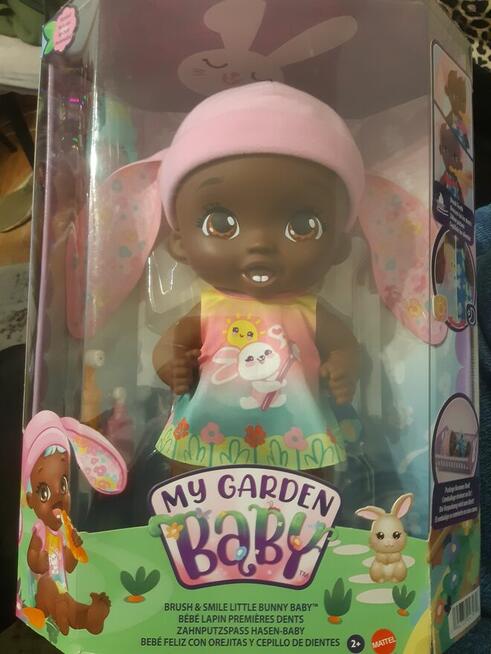 MY GARDEN
BABY™
BRUSH & SMILE LITTLE BUNNY BABY™
BÉBÉ LAPIN PREMIÈRES DENTS
ZAHNPUTZSPASS HASEN-BABY
BEBÉ FELIZ CON OREJITAS Y CEPILLO DE DIENTES
2+
MATTEL